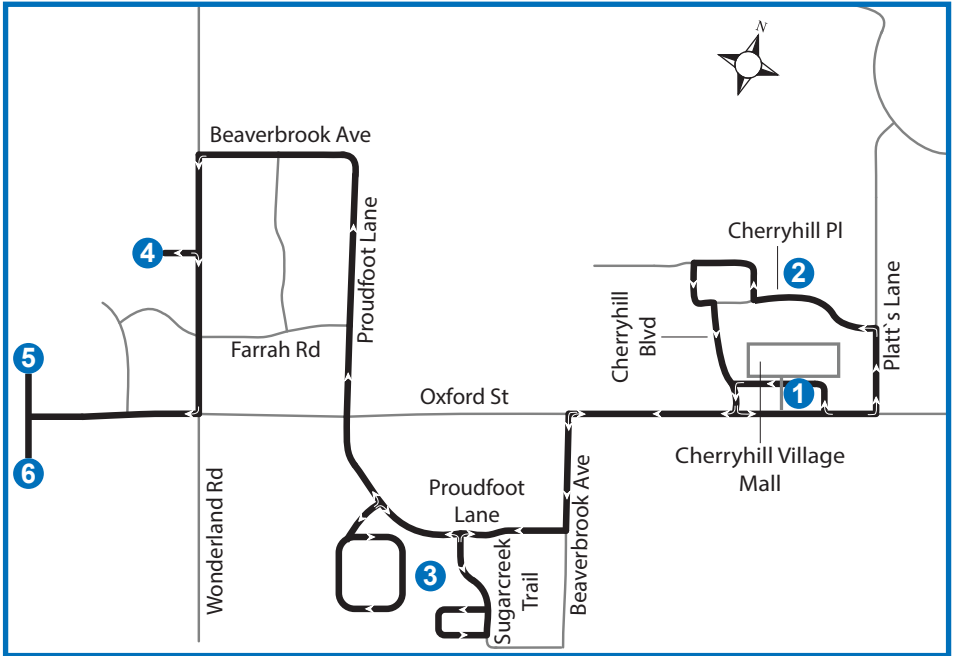 N
Beaverbrook Ave
Cherryhill Pl
4
2
Proudfoot Lane
Platt`s Lane
Cherryhill
Blvd
Farrah Rd
5
1
Oxford St
6
Cherryhill Village
Mall
Wonderland Rd
Proudfoot
Lane
3
Sugarcreek
Trail
Beaverbrook Ave